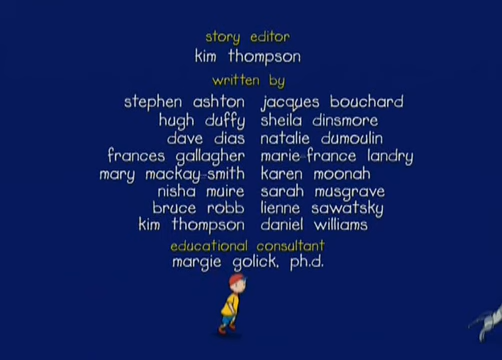 story editor
kim thompson
written by
stephen ashton jacques bouchard
hugh duffy sheila dinsmore
dave dias natalie dumoulin
frances gallagher marie-france landry
mary mackay-smith karen moonah
nisha muire sarah musgrave
bruce robb lienne sawatsky
kim thompson daniel williams
educational consultant
margie golick, ph.d.